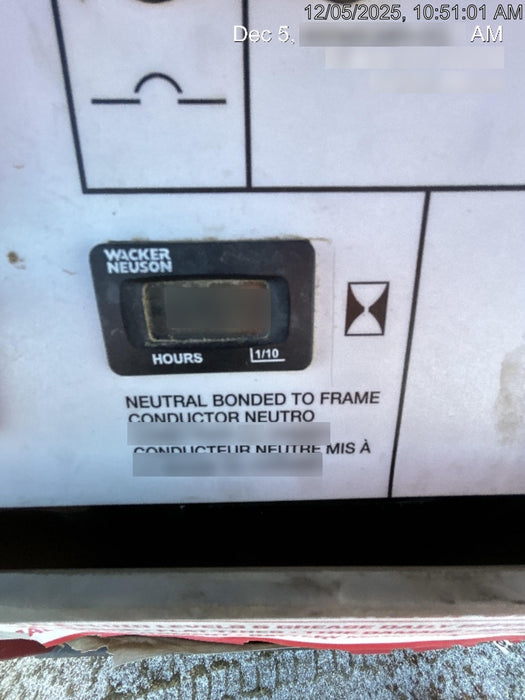 12/05/2025, 10:51:01 AM
Dec 5, AM
WACKER
NEUSON
HOURS 1/10
NEUTRAL BONDED TO FRAME
CONDUCTOR NEUTRO
CONDUCTEUR NEUTRE MIS À